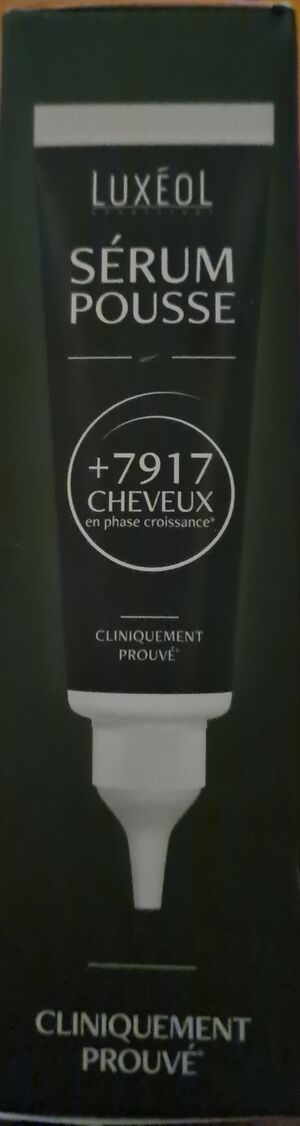 LUXÉOL
SÉRUM
POUSSE
+7917
CHEVEUX
en phase croissance*
CLINIQUEMENT
PROUVÉ*
CLINIQUEMENT
PROUVÉ*